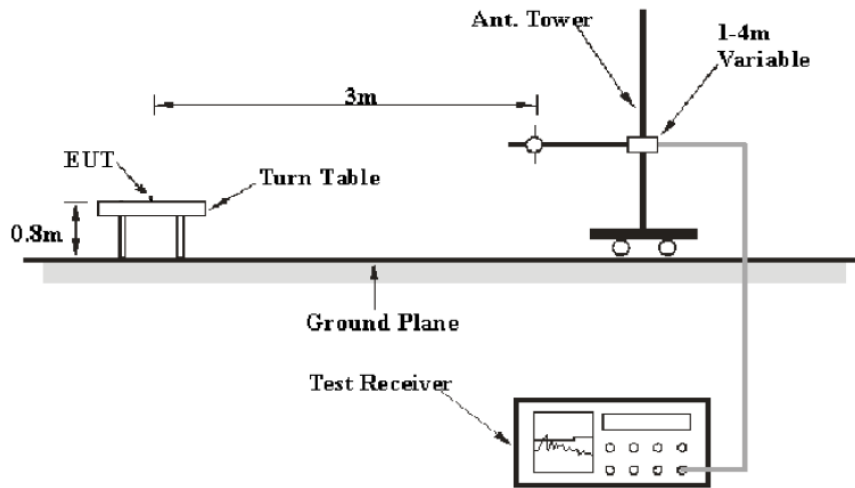 Ant. Tower
1-4m
Variable
3m
EUT
Turn Table
0.8m
Ground Plane
Test Receiver